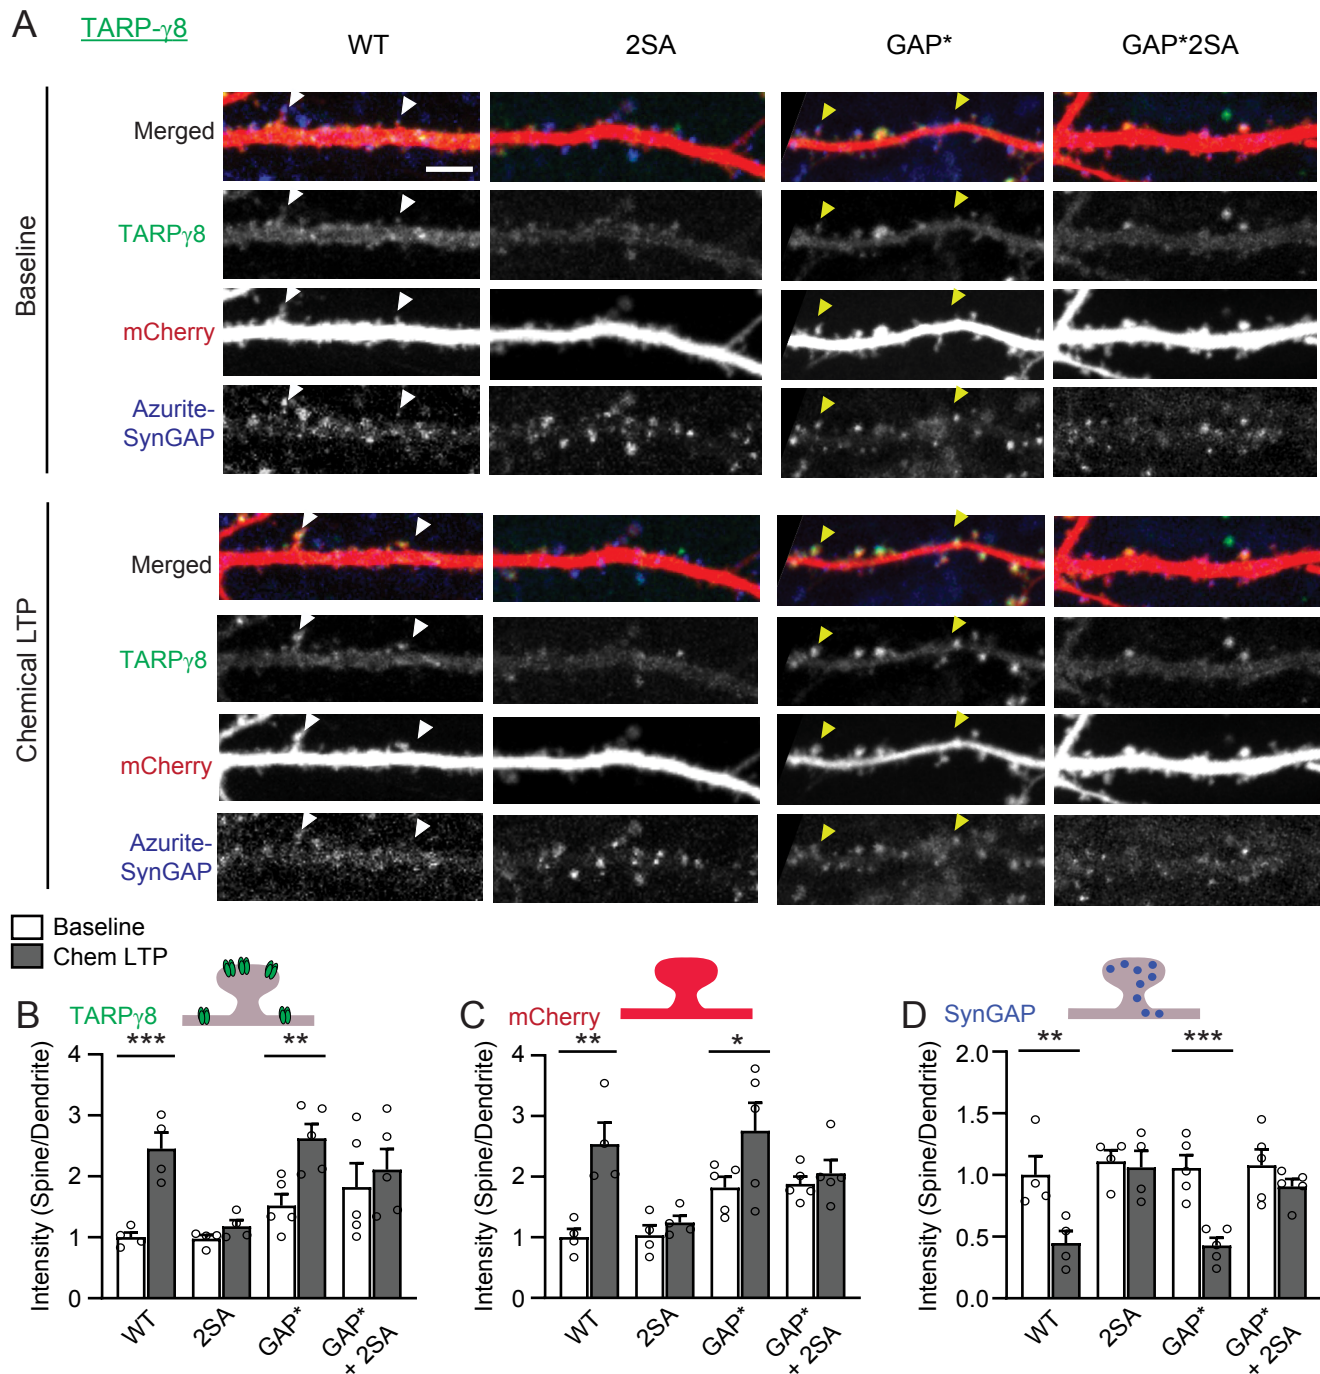 A
TARP-γ8
WT
2SA
GAP*
GAP*2SA
Baseline
Merged
TARPγ8
mCherry
Azurite-
SynGAP
Chemical LTP
Merged
TARPγ8
mCherry
Azurite-
SynGAP
Baseline
Chem LTP
B
TARPγ8
***
**
Intensity (Spine/Dendrite)
4
3
2
1
0
WT
2SA
GAP*
GAP*
+ 2SA
C
mCherry
**
*
Intensity (Spine/Dendrite)
4
3
2
1
0
WT
2SA
GAP*
GAP*
+ 2SA
D
SynGAP
**
***
Intensity (Spine/Dendrite)
2.0
1.5
1.0
0.5
0.0
WT
2SA
GAP*
GAP*
+ 2SA